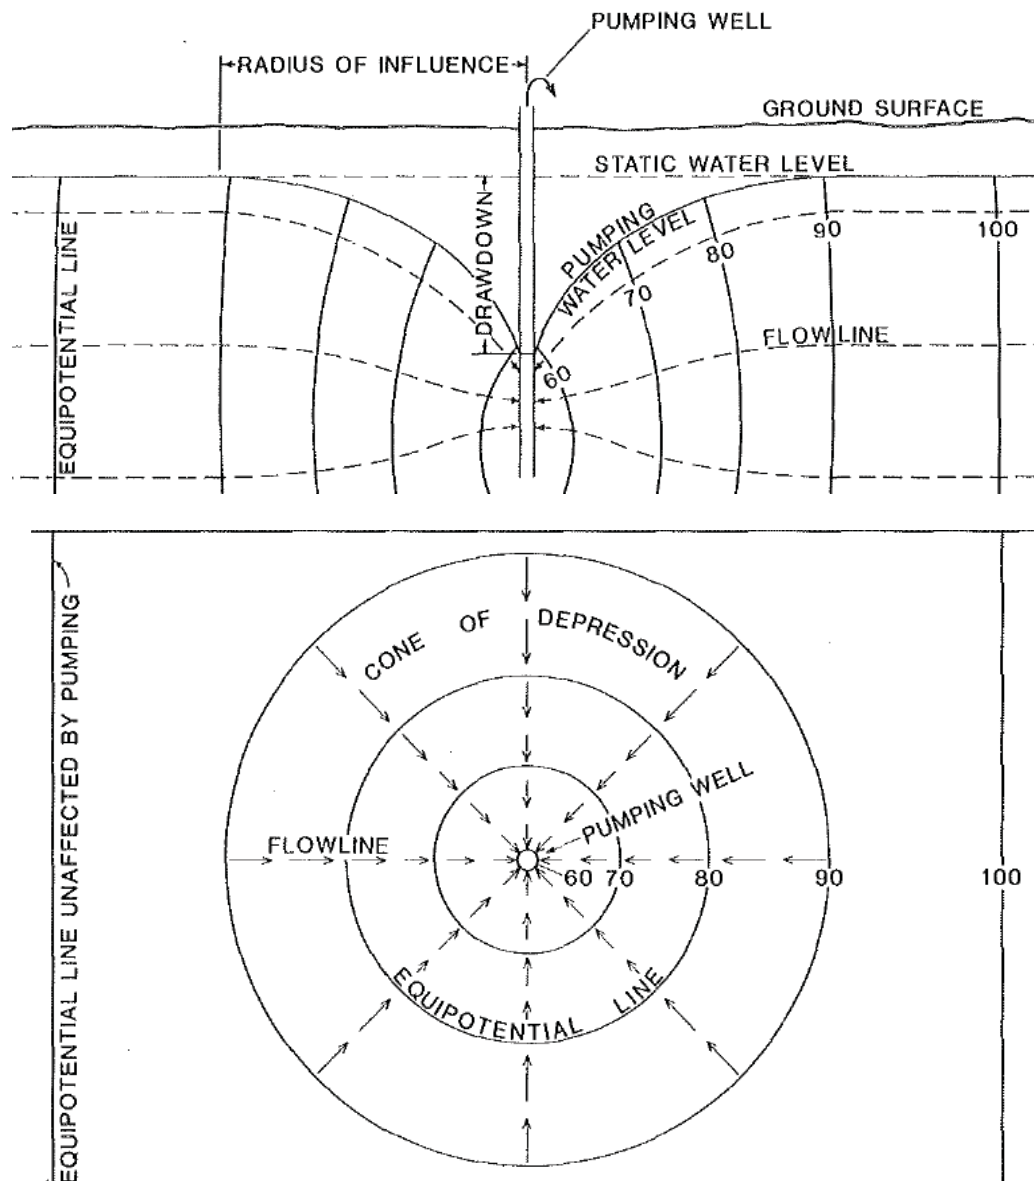 PUMPING WELL
RADIUS OF INFLUENCE
GROUND SURFACE
STATIC WATER LEVEL
EQUIPOTENTIAL LINE
DRAWDOWN
PUMPING
WATER LEVEL
60
70
80
90
100
FLOWLINE
EQUIPOTENTIAL LINE UNAFFECTED BY PUMPING
CONE OF DEPRESSION
FLOWLINE
PUMPING WELL
60 70 80 90 100
EQUIPOTENTIAL LINE